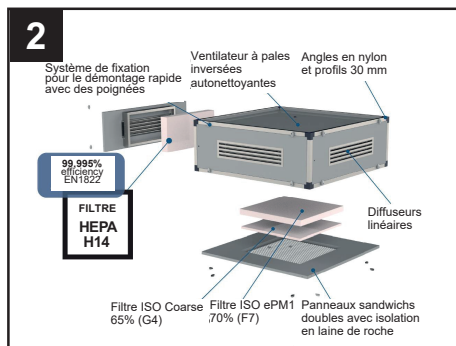 2
Système de fixation
pour le démontage rapide
avec des poignées
Ventilateur à pales
inversées
autonettoyantes
Angles en nylon
et profils 30 mm
99,995%
efficiency
EN1822
FILTRE
HEPA
H14
Diffuseurs
linéaires
Filtre ISO Coarse
65% (G4)
Filtre ISO ePM1
70% (F7)
Panneaux sandwichs
doubles avec isolation
en laine de roche